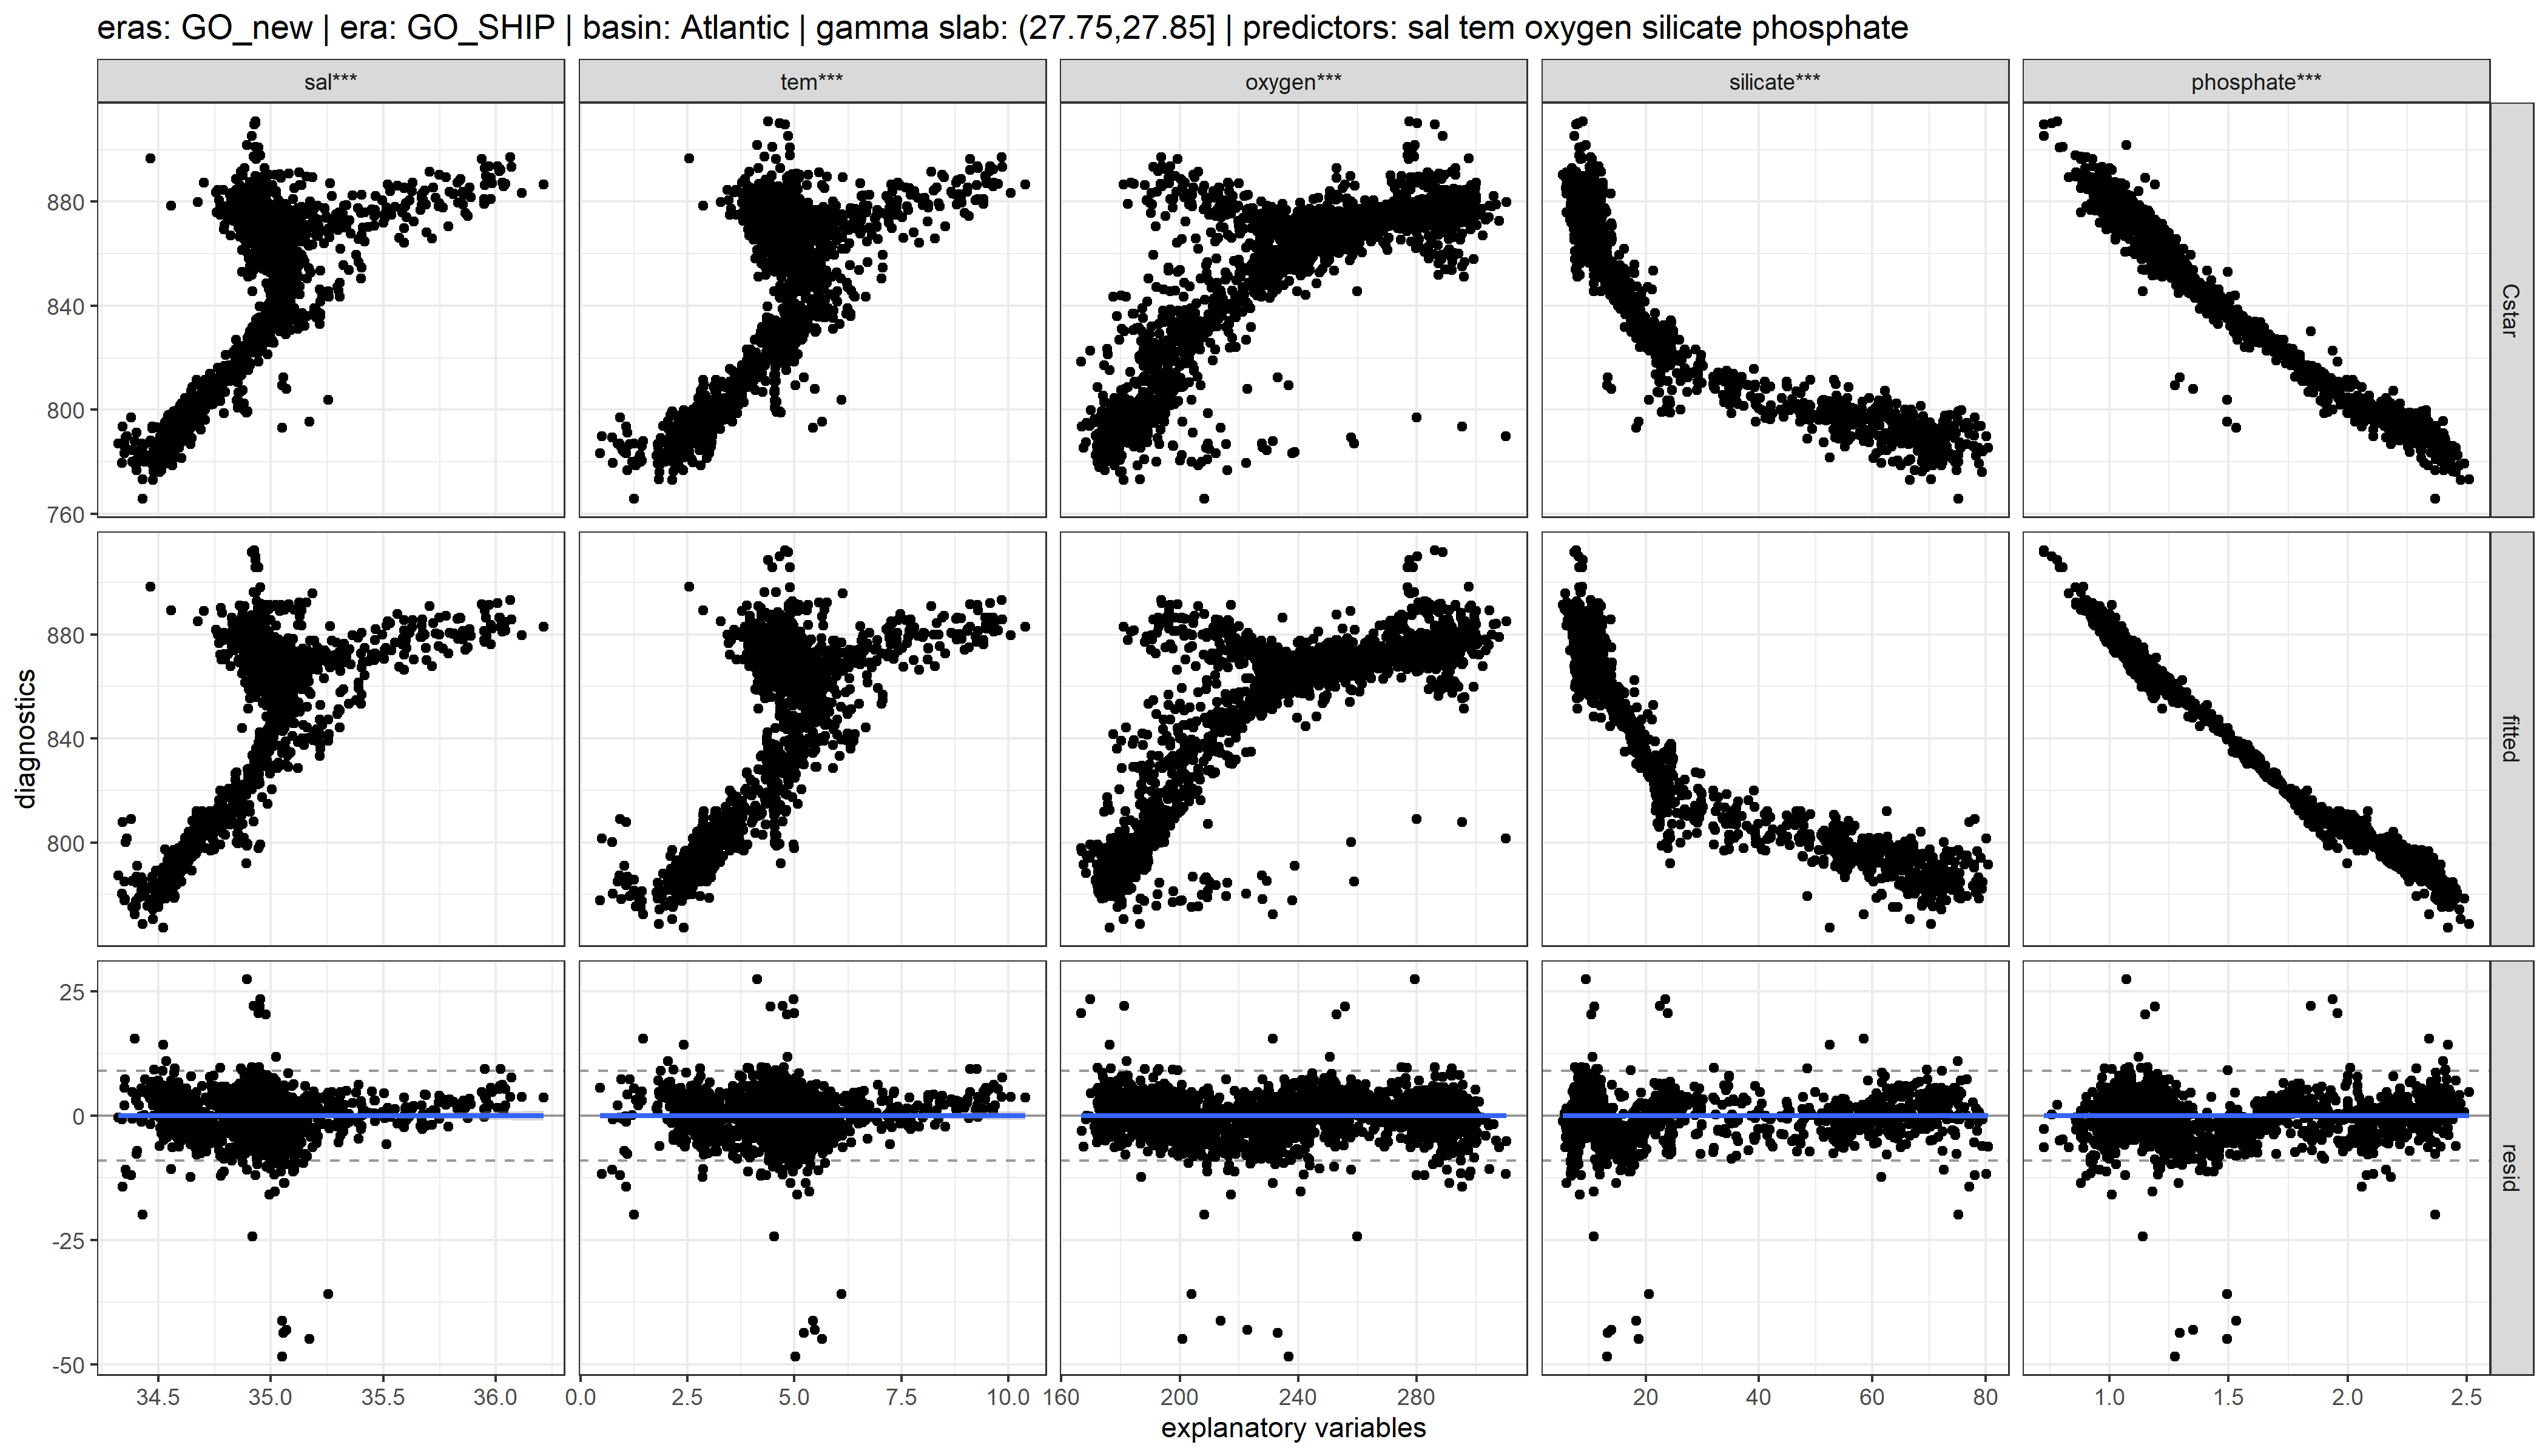 eras: GO_new | era: GO_SHIP | basin: Atlantic | gamma slab: (27.75,27.85] | predictors: sal tem oxygen silicate phosphate
sal*** tem*** oxygen*** silicate*** phosphate***
880
840
800
760
Cstar
diagnostics
880
840
800
fitted
25
0
-25
-50
resid
34.5 35.0 35.5 36.0 0.0 2.5 5.0 7.5 10.0 160 200 240 280 20 40 60 80 1.0 1.5 2.0 2.5
explanatory variables